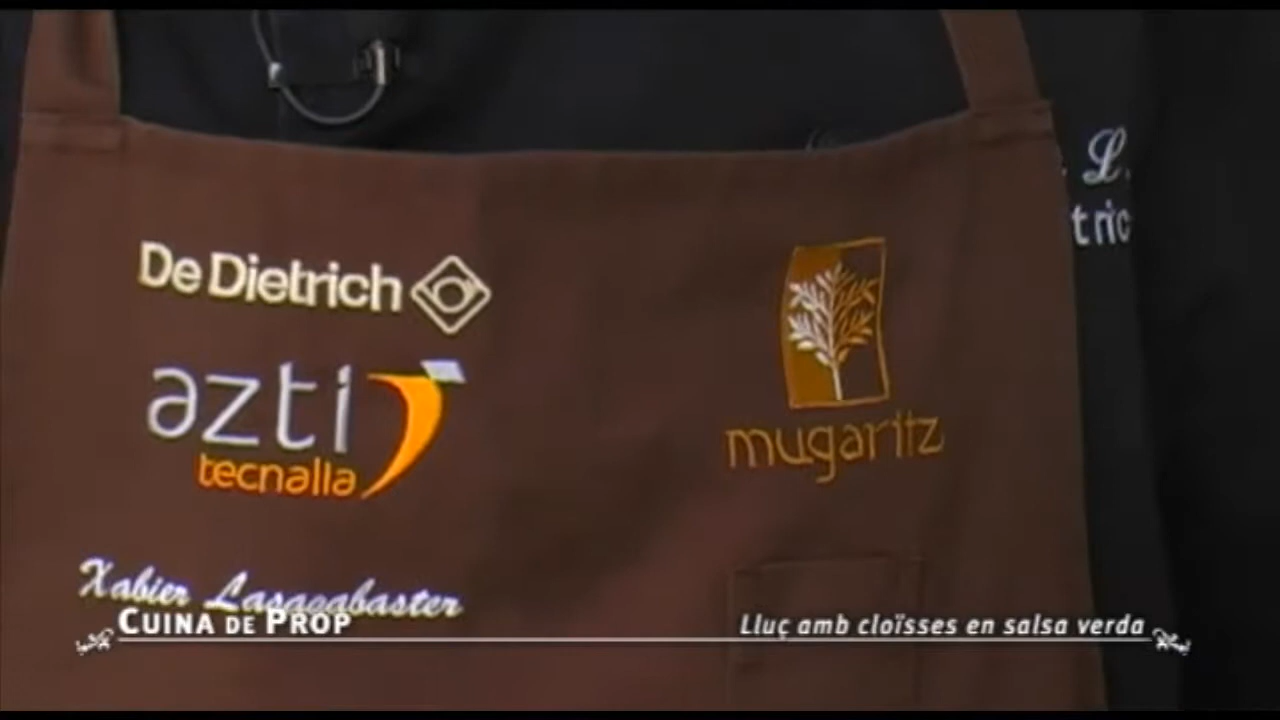 L.
De Dietrich
azti
tecnalia
mugaritz
Xabier Lasagabaster
CUINA DE PROP
Lluç amb cloïsses en salsa verda